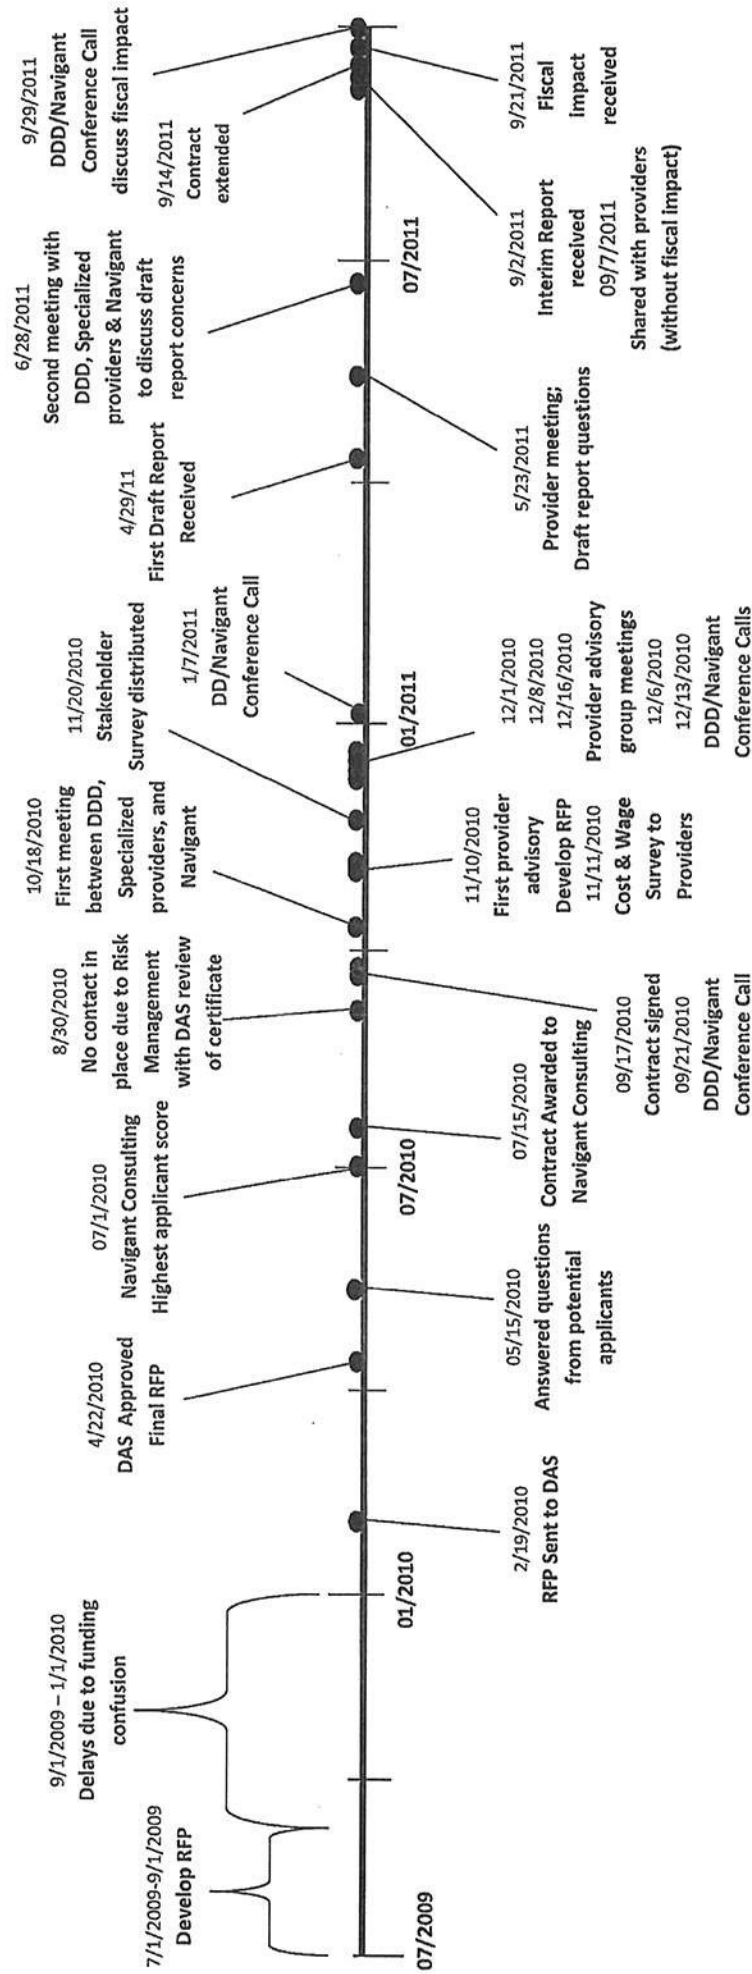 7/1/2009-9/1/2009
Develop RFP
9/1/2009 – 1/1/2010
Delays due to funding
confusion
4/22/2010
DAS Approved
Final RFP
07/1/2010
Navigant Consulting
Highest applicant score
8/30/2010
No contact in
place due to Risk
Management
with DAS review
of certificate
10/18/2010
First meeting
between DDD,
Specialized
providers, and
Navigant
11/20/2010
Stakeholder
Survey distributed
1/7/2011
DD/Navigant
Conference Call
4/29/11
First Draft Report
Received
6/28/2011
Second meeting with
DDD, Specialized
providers & Navigant
to discuss draft
report concerns
9/14/2011
Contract
extended
9/29/2011
DDD/Navigant
Conference Call
discuss fiscal impact
07/2009
01/2010
07/2010
01/2011
07/2011
2/19/2010
RFP Sent to DAS
05/15/2010
Answered questions
from potential
applicants
07/15/2010
Contract Awarded to
Navigant Consulting
09/17/2010
Contract signed
09/21/2010
DDD/Navigant
Conference Call
11/10/2010
First provider
advisory
Develop RFP
11/11/2010
Cost & Wage
Survey to
Providers
12/1/2010
12/8/2010
12/16/2010
Provider advisory
group meetings
12/6/2010
12/13/2010
DDD/Navigant
Conference Calls
5/23/2011
Provider meeting;
Draft report questions
9/2/2011
Interim Report
received
09/7/2011
Shared with providers
(without fiscal impact)
9/21/2011
Fiscal
Impact
received